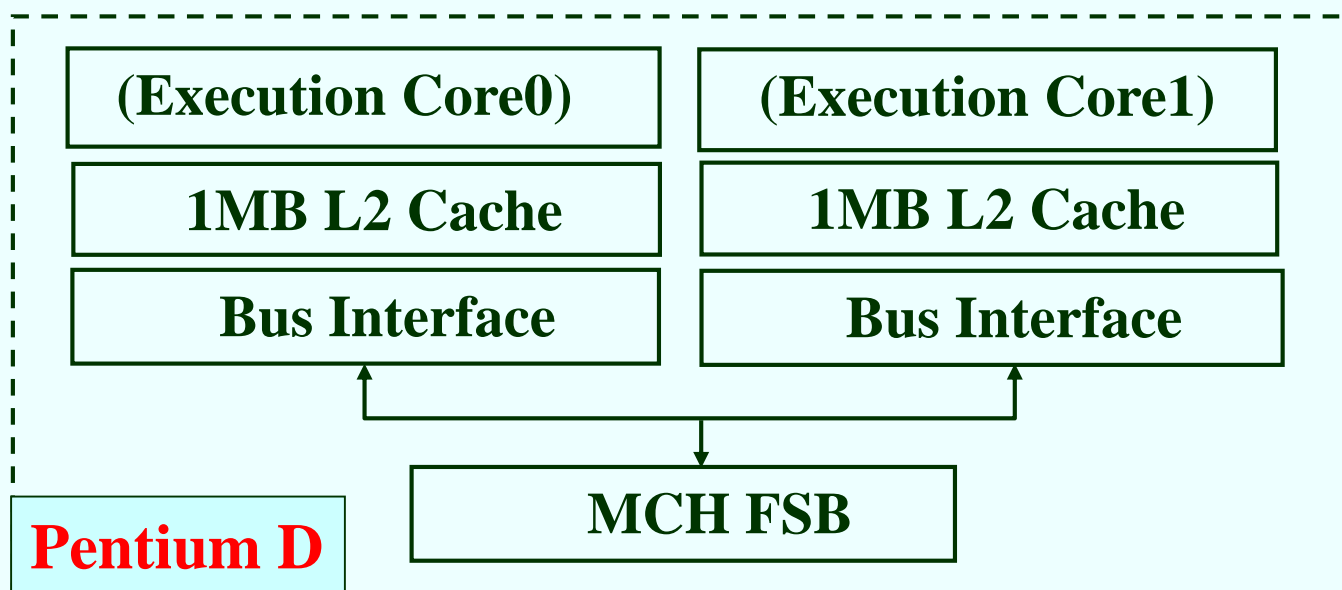 (Execution Core0)
(Execution Core1)
1MB L2 Cache
1MB L2 Cache
Bus Interface
Bus Interface
MCH FSB
Pentium D